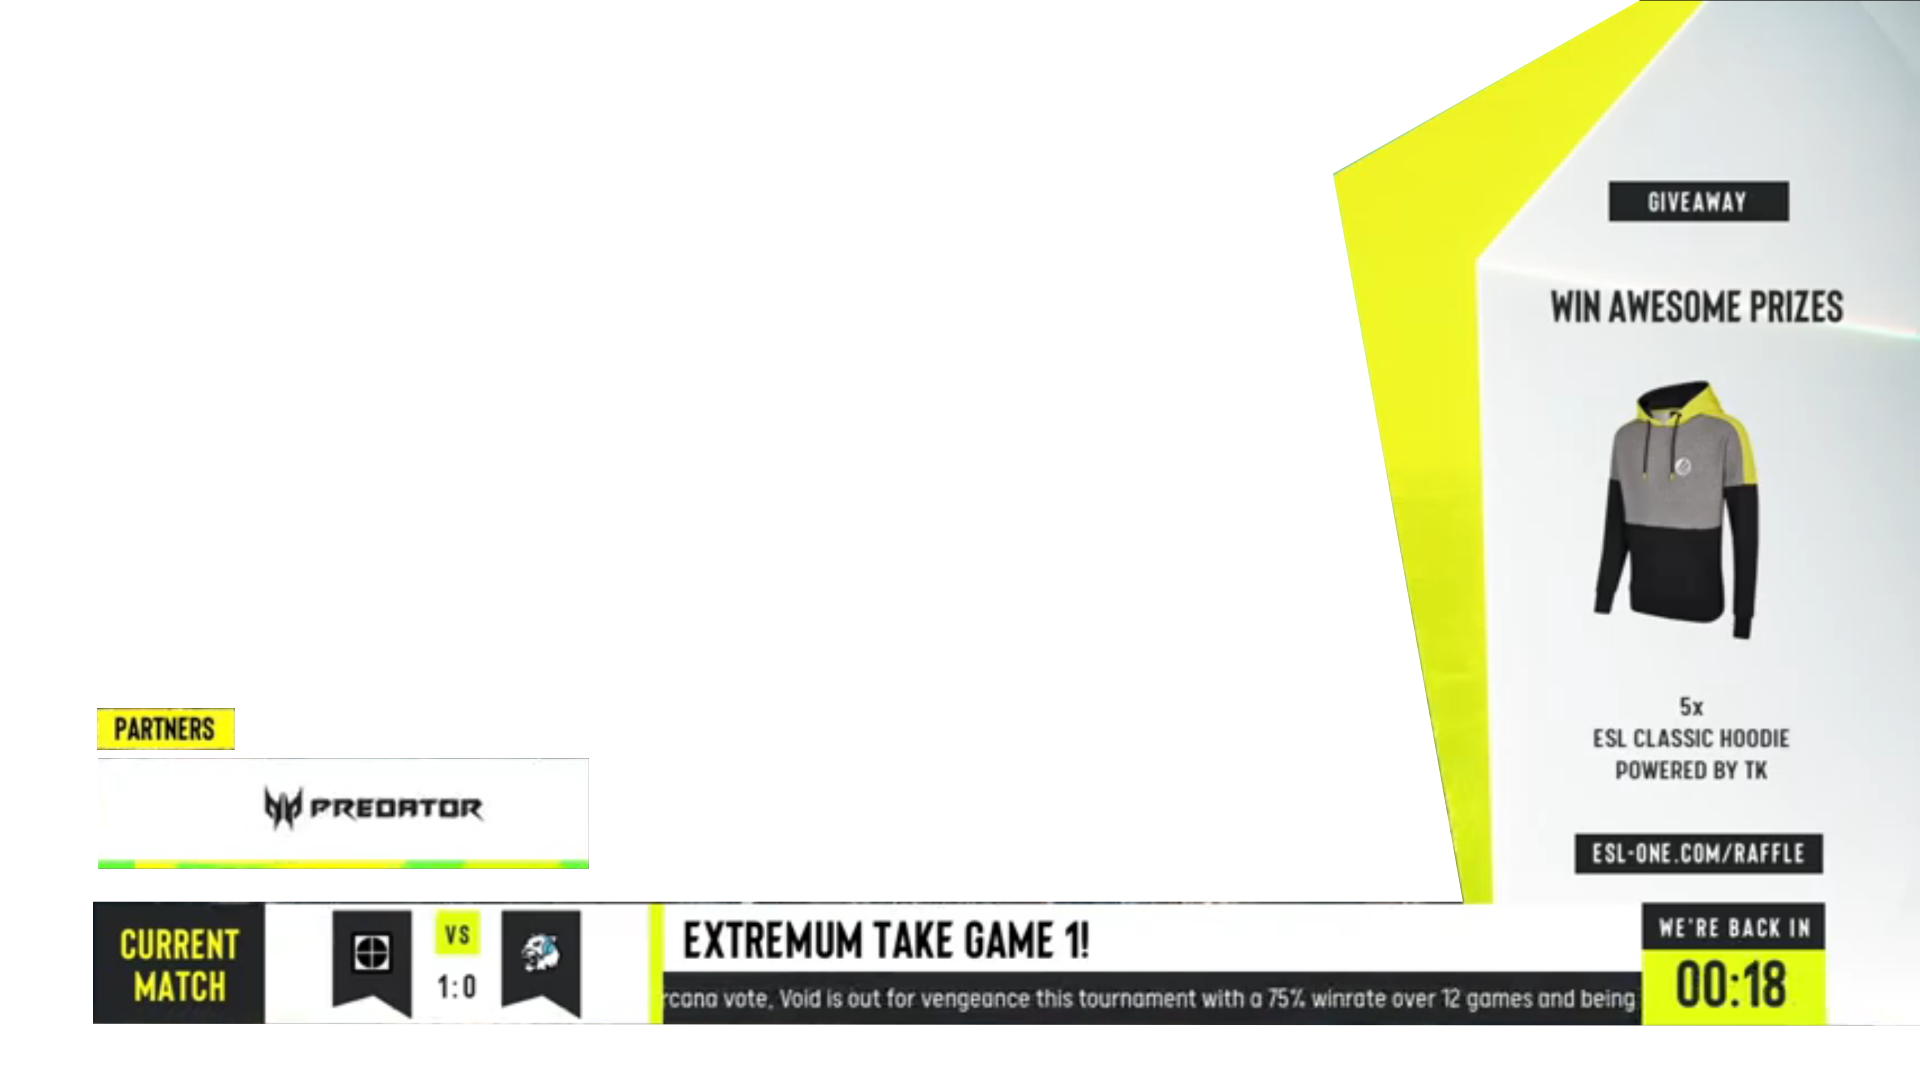 GIVEAWAY
WIN AWESOME PRIZES
5x
ESL CLASSIC HOODIE
POWERED BY TK
ESL-ONE.COM/RAFFLE
PARTNERS
PREDATOR
CURRENT
MATCH
VS
1:0
EXTREMUM TAKE GAME 1!
rcana vote, Void is out for vengeance this tournament with a 75% winrate over 12 games and being
WE'RE BACK IN
00:18